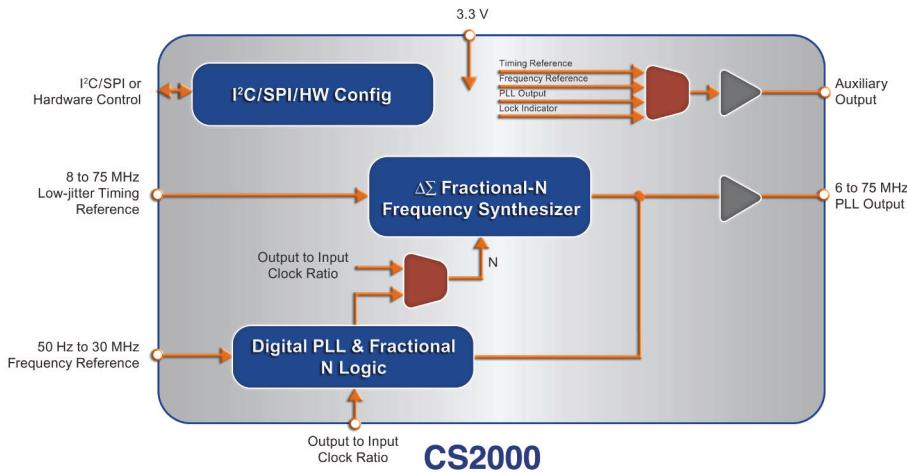 3.3 V
I²C/SPI or
Hardware Control
I²C/SPI/HW Config
Timing Reference
Frequency Reference
PLL Output
Lock Indicator
Auxiliary
Output
8 to 75 MHz
Low-jitter Timing
Reference
ΔΣ Fractional-N
Frequency Synthesizer
6 to 75 MHz
PLL Output
Output to Input
Clock Ratio
N
50 Hz to 30 MHz
Frequency Reference
Digital PLL & Fractional
N Logic
Output to Input
Clock Ratio
CS2000